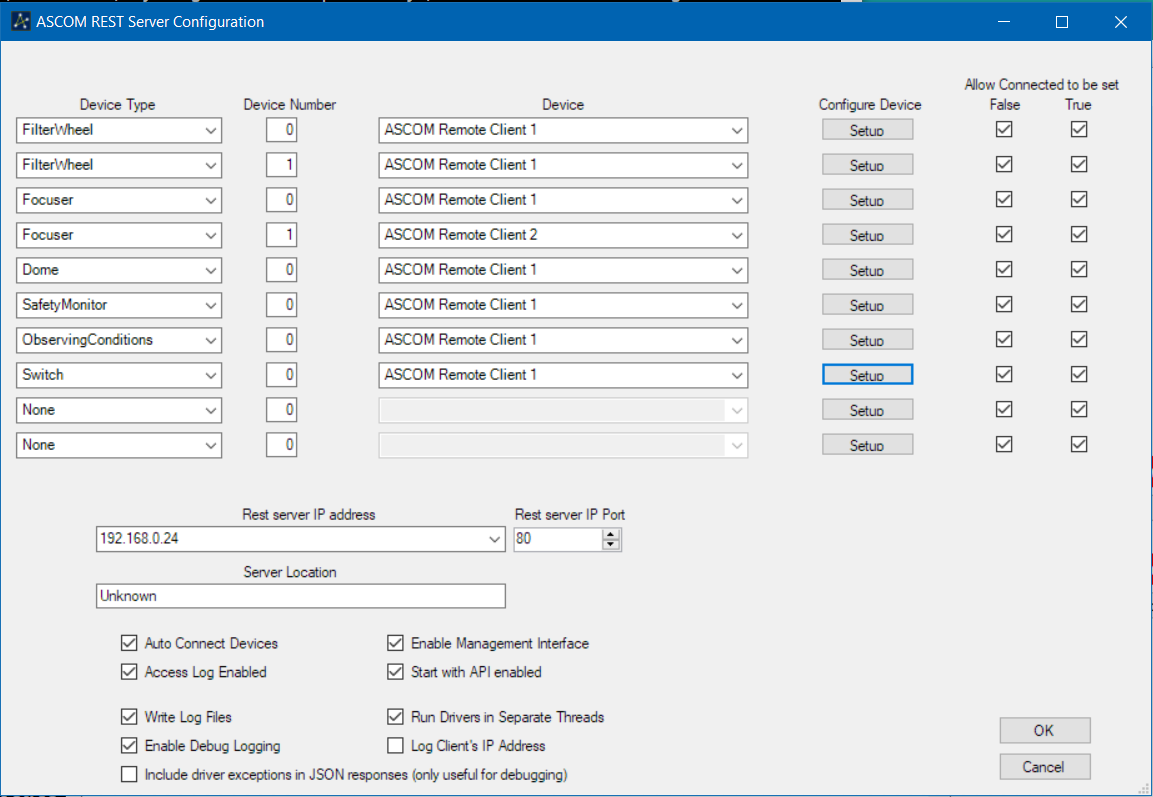 ASCOM REST Server Configuration
Allow Connected to be set
Device Type Device Number Device Configure Device False True
FilterWheel 0 ASCOM Remote Client 1 Setup
FilterWheel 1 ASCOM Remote Client 1 Setup
Focuser 0 ASCOM Remote Client 1 Setup
Focuser 1 ASCOM Remote Client 2 Setup
Dome 0 ASCOM Remote Client 1 Setup
SafetyMonitor 0 ASCOM Remote Client 1 Setup
ObservingConditions 0 ASCOM Remote Client 1 Setup
Switch 0 ASCOM Remote Client 1 Setup
None 0 Setup
None 0 Setup
Rest server IP address Rest server IP Port
192.168.0.24 80
Server Location
Unknown
Auto Connect Devices Enable Management Interface
Access Log Enabled Start with API enabled
Write Log Files Run Drivers in Separate Threads
OK
Enable Debug Logging Log Client's IP Address
Cancel
Include driver exceptions in JSON responses (only useful for debugging)